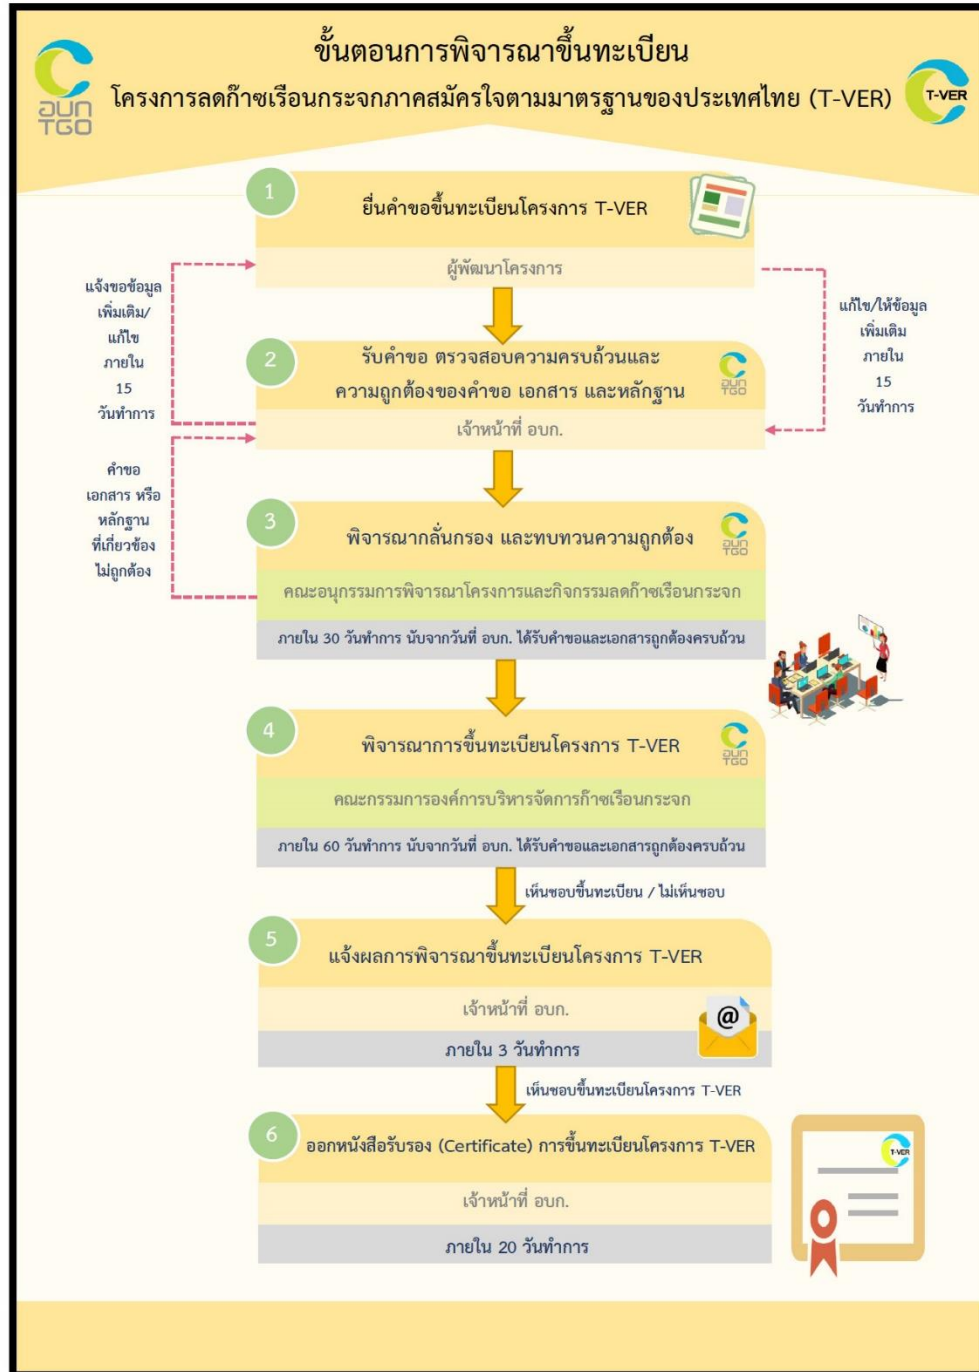 ขั้นตอนการพิจารณาขึ้นทะเบียน
โครงการลดก๊าซเรือนกระจกภาคสมัครใจตามมาตรฐานของประเทศไทย (T-VER)
อบก
TGO
T-VER
1
ยื่นคำขอขึ้นทะเบียนโครงการ T-VER
ผู้พัฒนาโครงการ
แจ้งขอข้อมูล
เพิ่มเติม/
แก้ไข
ภายใน
15
วันทำการ
แก้ไข/ให้ข้อมูล
เพิ่มเติม
ภายใน
15
วันทำการ
2
รับคำขอ ตรวจสอบความครบถ้วนและ
ความถูกต้องของคำขอ เอกสาร และหลักฐาน
อบก
TGO
เจ้าหน้าที่ อบก.
คำขอ
เอกสาร หรือ
หลักฐาน
ที่เกี่ยวข้อง
ไม่ถูกต้อง
3
พิจารณากลั่นกรอง และทบทวนความถูกต้อง
อบก
TGO
คณะอนุกรรมการพิจารณาโครงการและกิจกรรมลดก๊าซเรือนกระจก
ภายใน 30 วันทำการ นับจากวันที่ อบก. ได้รับคำขอและเอกสารถูกต้องครบถ้วน
4
พิจารณาการขึ้นทะเบียนโครงการ T-VER
อบก
TGO
คณะกรรมการองค์การบริหารจัดการก๊าซเรือนกระจก
ภายใน 60 วันทำการ นับจากวันที่ อบก. ได้รับคำขอและเอกสารถูกต้องครบถ้วน
เห็นชอบขึ้นทะเบียน / ไม่เห็นชอบ
5
แจ้งผลการพิจารณาขึ้นทะเบียนโครงการ T-VER
เจ้าหน้าที่ อบก.
@
ภายใน 3 วันทำการ
เห็นชอบขึ้นทะเบียนโครงการ T-VER
6
ออกหนังสือรับรอง (Certificate) การขึ้นทะเบียนโครงการ T-VER
T-VER
เจ้าหน้าที่ อบก.
ภายใน 20 วันทำการ